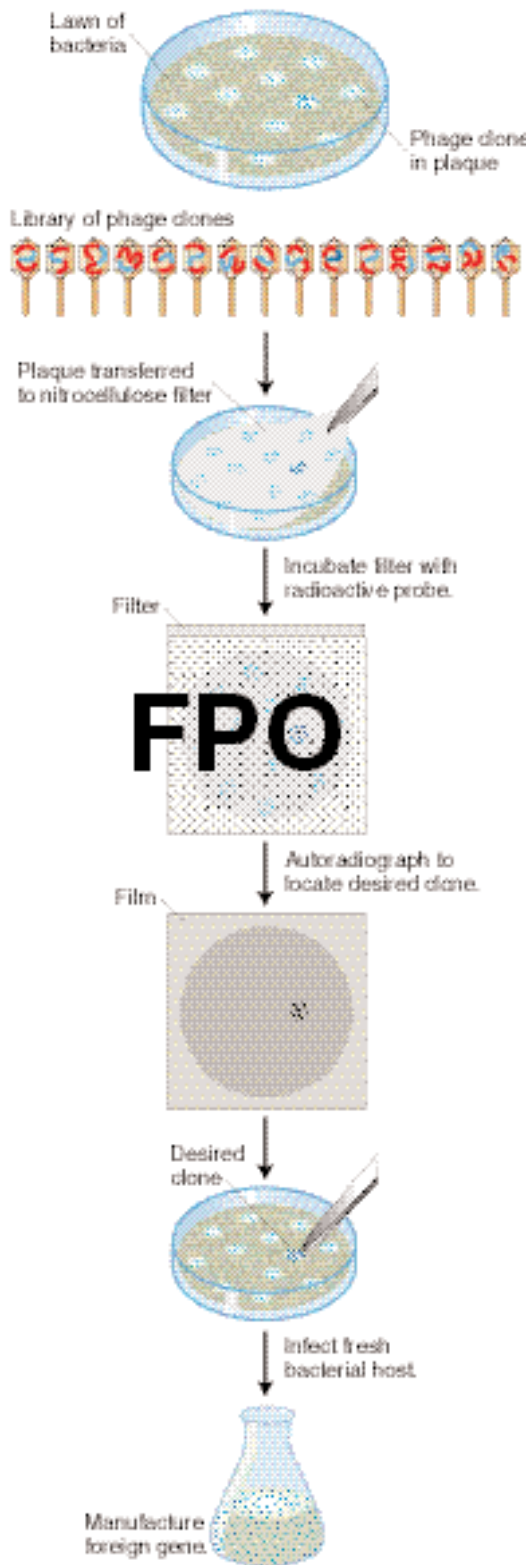 Lawn of
bacteria
Phage clone
in plaque
Library of phage clones
Plaque transferred
to nitrocellulose filter
Incubate filter with
radioactive probe.
Filter
FPO
Autoradiograph to
locate desired clone.
Film
Desired
clone
Infect fresh
bacterial host.
Manufacture
foreign gene.